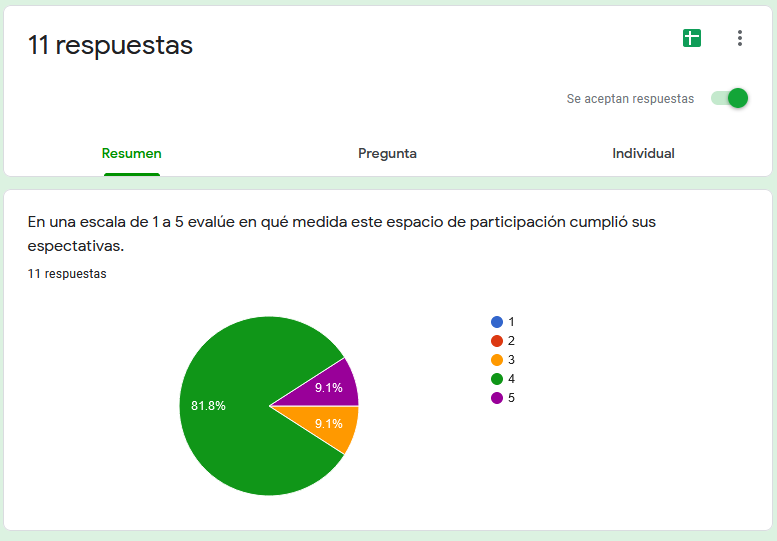 11 respuestas
Se aceptan respuestas
Resumen
Pregunta
Individual
En una escala de 1 a 5 evalúe en qué medida este espacio de participación cumplió sus
espectativas.
11 respuestas
81.8%
9.1%
9.1%
1
2
3
4
5